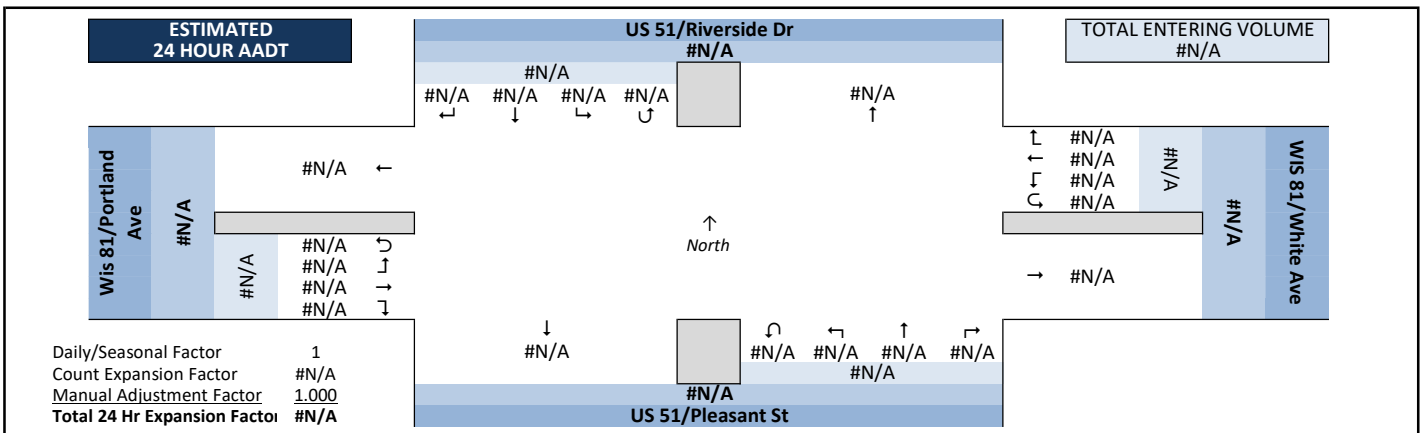 ESTIMATED
24 HOUR AADT
US 51/Riverside Dr
#N/A
TOTAL ENTERING VOLUME
#N/A
#N/A
#N/A #N/A #N/A #N/A
↵ ↓ ↳ ↺
#N/A
↑
Wis 81/Portland
Ave
#N/A
#N/A ←
#N/A
#N/A ⮌
#N/A ⮥
#N/A →
#N/A ⮧
↑
North
↑ #N/A
← #N/A
↓ #N/A
⮎ #N/A
#N/A
#N/A
WIS 81/White Ave
→ #N/A
↓
#N/A
∩ ↰ ↑ ↱
#N/A #N/A #N/A #N/A
#N/A
#N/A
US 51/Pleasant St
Daily/Seasonal Factor 1
Count Expansion Factor #N/A
Manual Adjustment Factor 1.000
Total 24 Hr Expansion Factor #N/A